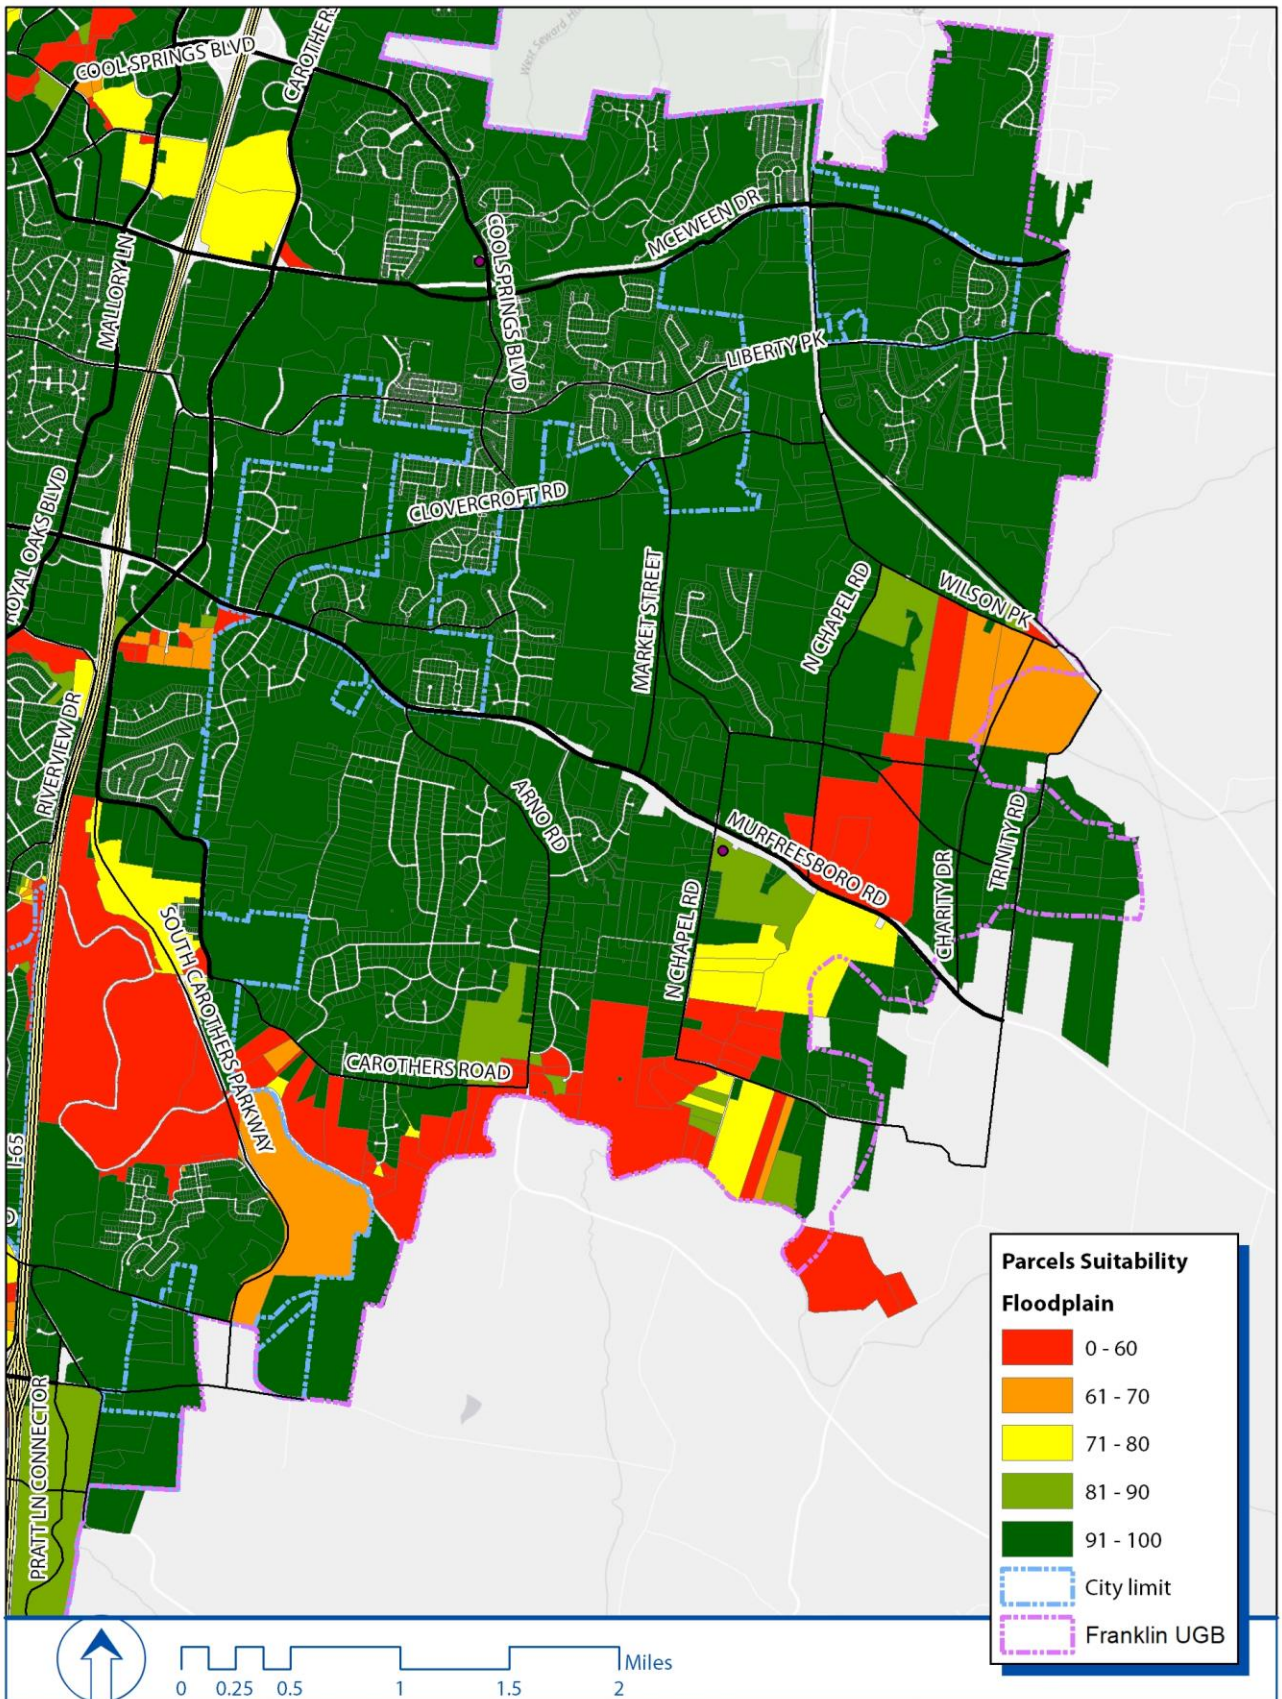 West Seward Hi
COOL SPRINGS BLVD
CAROTHERS
MCEWEEN DR
COOLSPRINGS BLVD
MALLORY LN
LIBERTY PK
CLOVERCROFT RD
ROYAL OAKS BLVD
MARKET STREET
N CHAPEL RD
WILSON PK
RIVERVIEW DR
ARNO RD
MURFREESBORO RD
TRINITY RD
CHARITY DR
N CHAPEL RD
SOUTH CAROTHERS PARKWAY
CAROTHERS ROAD
I-65
PRATT LN CONNECTOR
Parcels Suitability
Floodplain
0 - 60
61 - 70
71 - 80
81 - 90
91 - 100
City limit
Franklin UGB
Miles
0 0.25 0.5 1 1.5 2